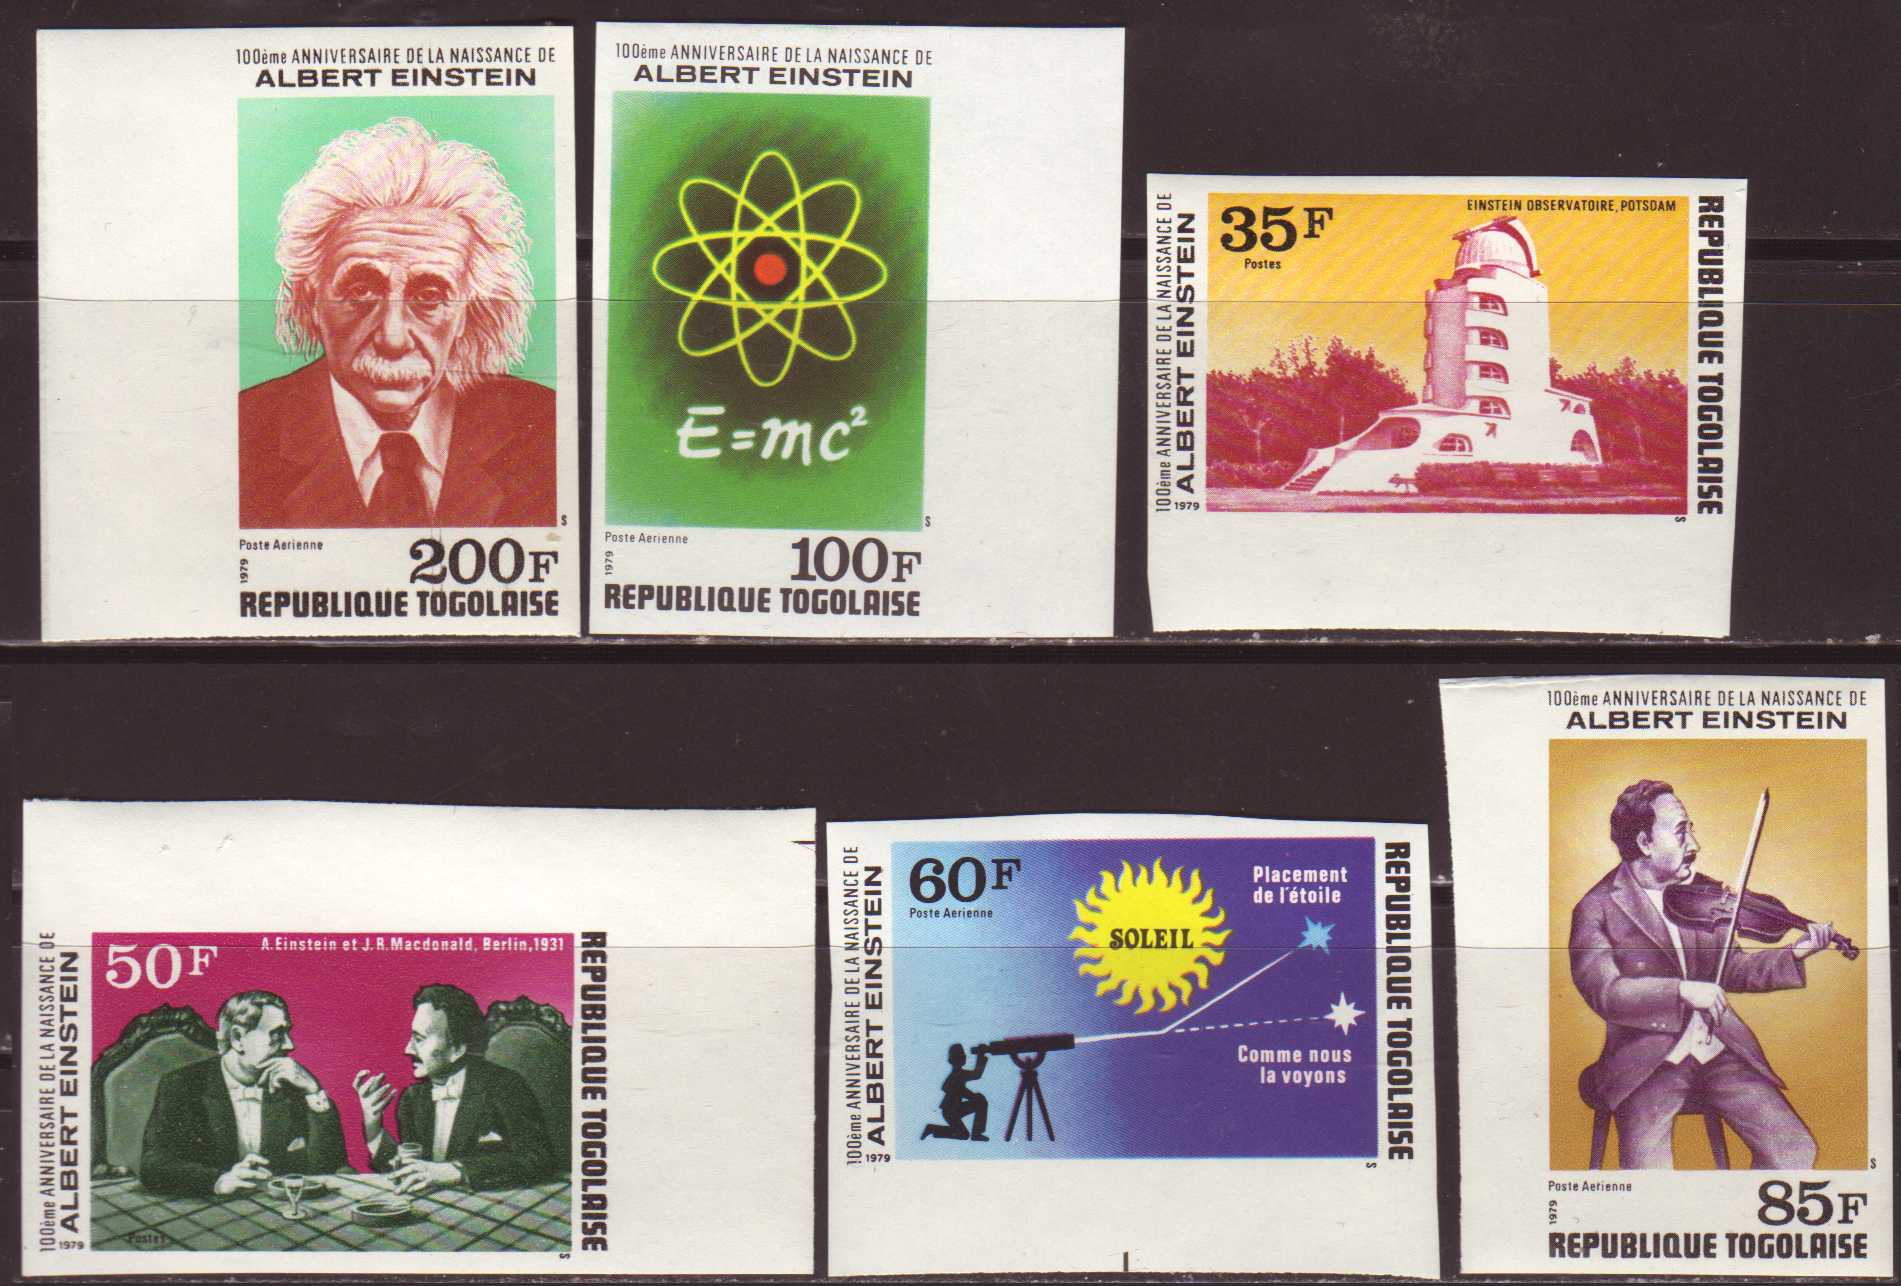 100ème ANNIVERSAIRE DE LA NAISSANCE DE
ALBERT EINSTEIN
Poste Aerienne
1979
200F
REPUBLIQUE TOGOLAISE
S
100ème ANNIVERSAIRE DE LA NAISSANCE DE
ALBERT EINSTEIN
E=mc²
Poste Aerienne
1979
100F
REPUBLIQUE TOGOLAISE
S
100ème ANNIVERSAIRE DE LA NAISSANCE DE
ALBERT EINSTEIN
1979
35F
Postes
EINSTEIN OBSERVATOIRE, POTSDAM
REPUBLIQUE TOGOLAISE
S
100ème ANNIVERSAIRE DE LA NAISSANCE DE
ALBERT EINSTEIN
1979
50F
A.Einstein et J.R.Macdonald, Berlin,1931
Postes
REPUBLIQUE TOGOLAISE
S
100ème ANNIVERSAIRE DE LA NAISSANCE DE
ALBERT EINSTEIN
1979
60F
Poste Aerienne
SOLEIL
Placement
de l'étoile
Comme nous
la voyons
REPUBLIQUE TOGOLAISE
S
100ème ANNIVERSAIRE DE LA NAISSANCE DE
ALBERT EINSTEIN
Poste Aerienne
1979
85F
REPUBLIQUE TOGOLAISE
S